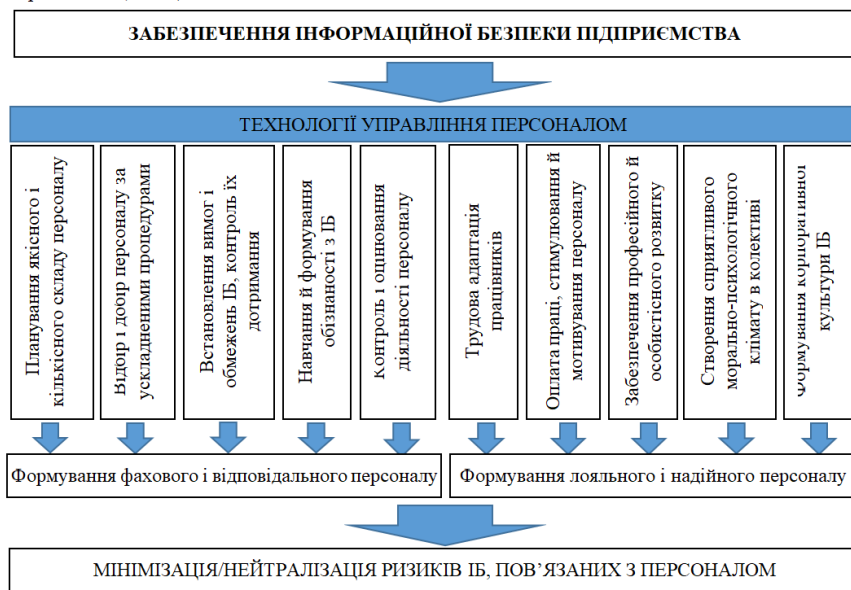 ЗАБЕЗПЕЧЕННЯ ІНФОРМАЦІЙНОЇ БЕЗПЕКИ ПІДПРИЄМСТВА
ТЕХНОЛОГІЇ УПРАВЛІННЯ ПЕРСОНАЛОМ
Планування якісного і
кількісного складу персоналу
Відбір і добір персоналу за
ускладненими процедурами
Встановлення вимог і
обмежень ІБ, контроль їх
дотримання
Навчання й формування
обізнаності з ІБ
Контроль і оцінювання
діяльності персоналу
Трудова адаптація
працівників
Оплата праці, стимулювання й
мотивування персоналу
Забезпечення професійного й
особистісного розвитку
Створення сприятливого
морально-психологічного
клімату в колективі
Формування корпоративної
культури ІБ
Формування фахового і відповідального персоналу
Формування лояльного і надійного персоналу
МІНІМІЗАЦІЯ/НЕЙТРАЛІЗАЦІЯ РИЗИКІВ ІБ, ПОВ’ЯЗАНИХ З ПЕРСОНАЛОМ